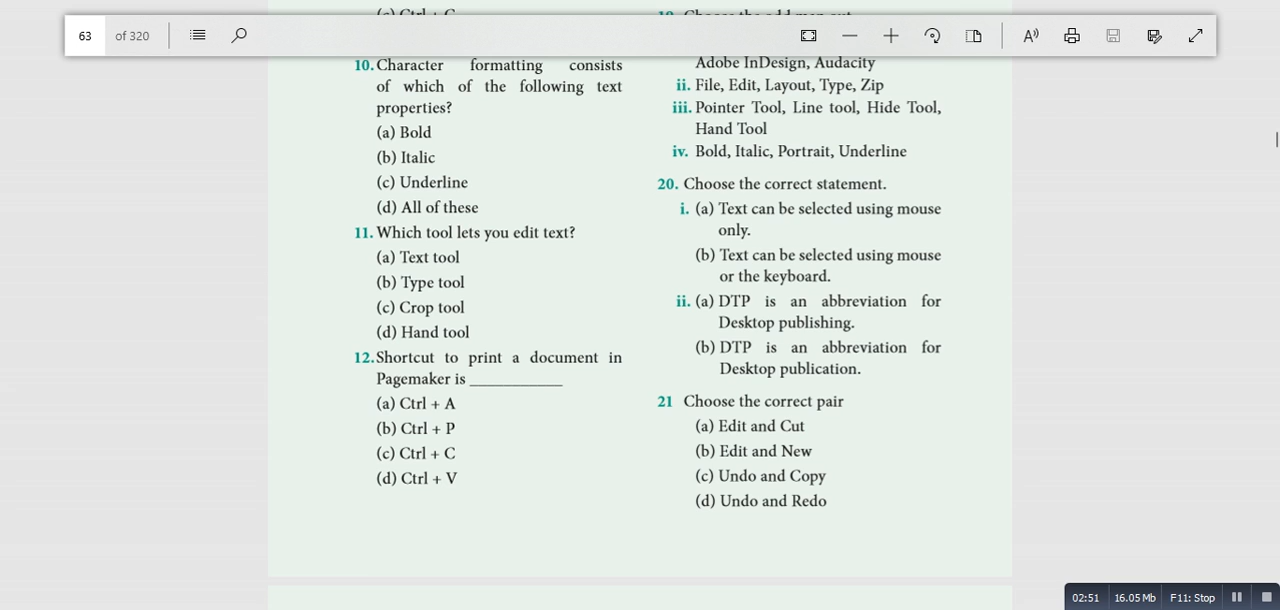 63 of 320
10. Character formatting consists
of which of the following text
properties?
(a) Bold
(b) Italic
(c) Underline
(d) All of these
11. Which tool lets you edit text?
(a) Text tool
(b) Type tool
(c) Crop tool
(d) Hand tool
12. Shortcut to print a document in
Pagemaker is ____________
(a) Ctrl + A
(b) Ctrl + P
(c) Ctrl + C
(d) Ctrl + V
Adobe InDesign, Audacity
ii. File, Edit, Layout, Type, Zip
iii. Pointer Tool, Line tool, Hide Tool,
Hand Tool
iv. Bold, Italic, Portrait, Underline
20. Choose the correct statement.
i. (a) Text can be selected using mouse
only.
(b) Text can be selected using mouse
or the keyboard.
ii. (a) DTP is an abbreviation for
Desktop publishing.
(b) DTP is an abbreviation for
Desktop publication.
21 Choose the correct pair
(a) Edit and Cut
(b) Edit and New
(c) Undo and Copy
(d) Undo and Redo
02:51 16.05 Mb F11: Stop